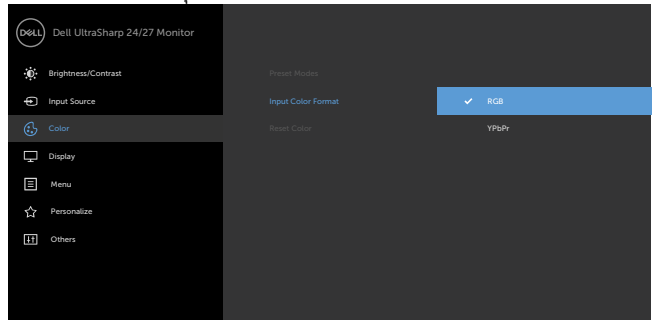 DELL Dell UltraSharp 24/27 Monitor
Brightness/Contrast Preset Modes
Input Source Input Color Format RGB
Color Reset Color YPbPr
Display
Menu
Personalize
Others